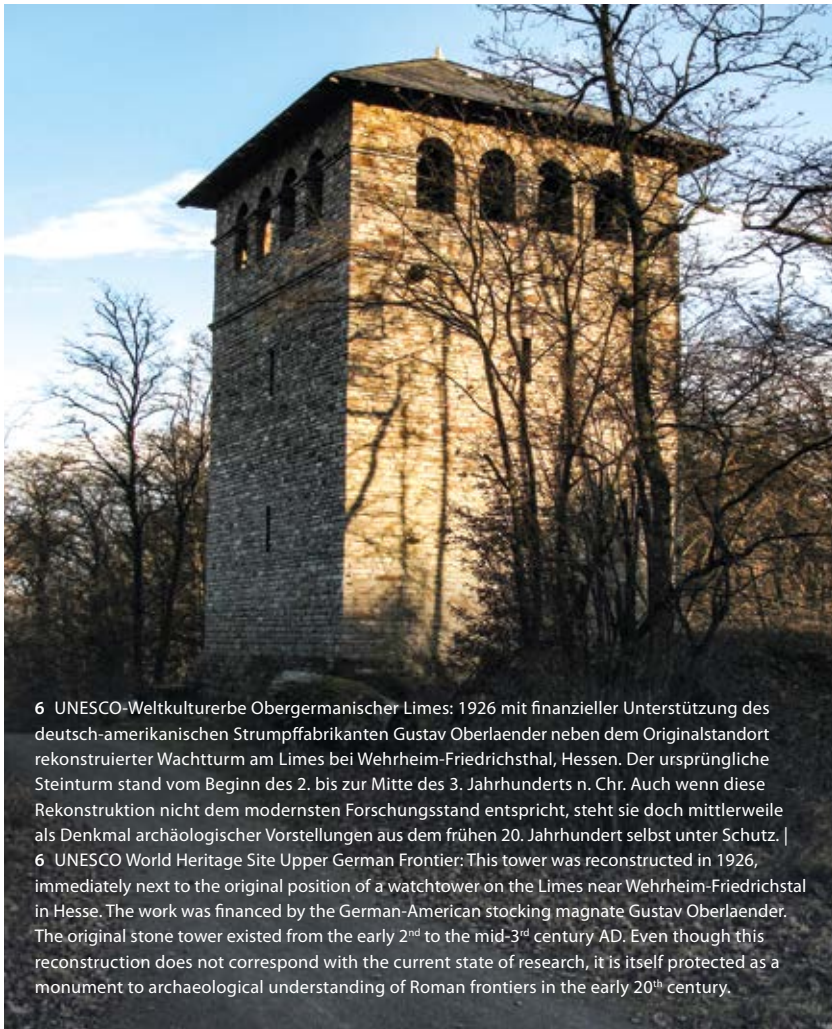 6 UNESCO-Weltkulturerbe Obergermanischer Limes: 1926 mit finanzieller Unterstützung des
deutsch-amerikanischen Strumpffabrikanten Gustav Oberlaender neben dem Originalstandort
rekonstruierter Wachtturm am Limes bei Wehrheim-Friedrichsthal, Hessen. Der ursprüngliche
Steinturm stand vom Beginn des 2. bis zur Mitte des 3. Jahrhunderts n. Chr. Auch wenn diese
Rekonstruktion nicht dem modernsten Forschungsstand entspricht, steht sie doch mittlerweile
als Denkmal archäologischer Vorstellungen aus dem frühen 20. Jahrhundert selbst unter Schutz. |
6 UNESCO World Heritage Site Upper German Frontier: This tower was reconstructed in 1926,
immediately next to the original position of a watchtower on the Limes near Wehrheim-Friedrichstal
in Hesse. The work was financed by the German-American stocking magnate Gustav Oberlaender.
The original stone tower existed from the early 2nd to the mid-3rd century AD. Even though this
reconstruction does not correspond with the current state of research, it is itself protected as a
monument to archaeological understanding of Roman frontiers in the early 20th century.